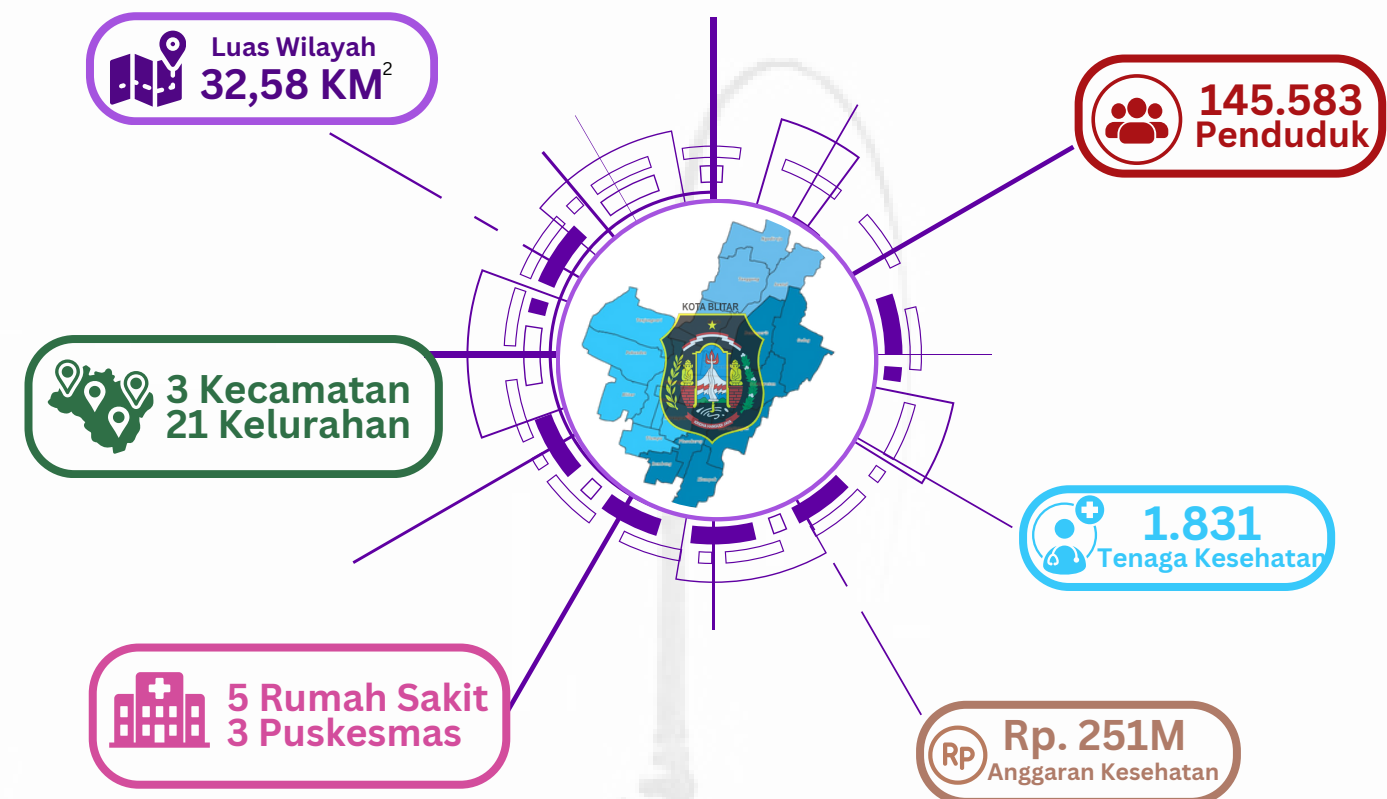 Luas Wilayah
32,58 KM²
145.583
Penduduk
KOTA BLITAR
3 Kecamatan
21 Kelurahan
1.831
Tenaga Kesehatan
5 Rumah Sakit
3 Puskesmas
Rp. 251M
Rp
Anggaran Kesehatan